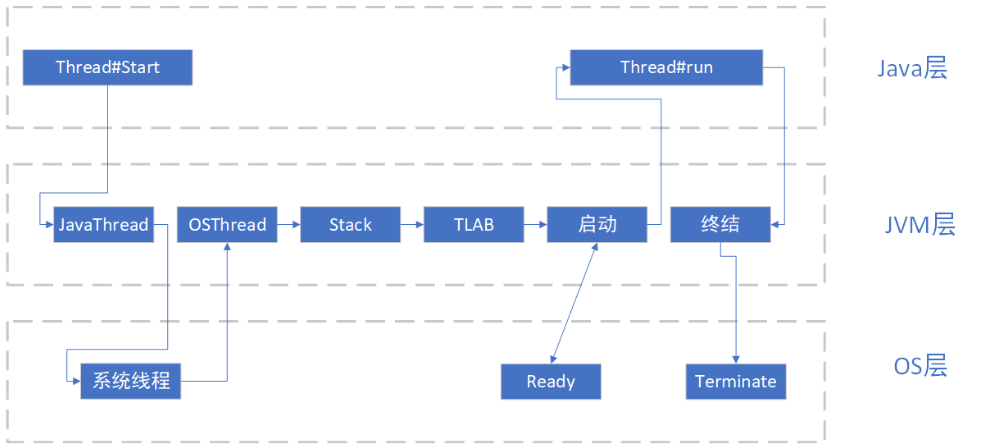 Thread#Start
Thread#run
Java层
JavaThread
OSThread
Stack
TLAB
启动
终结
JVM层
系统线程
Ready
Terminate
OS层